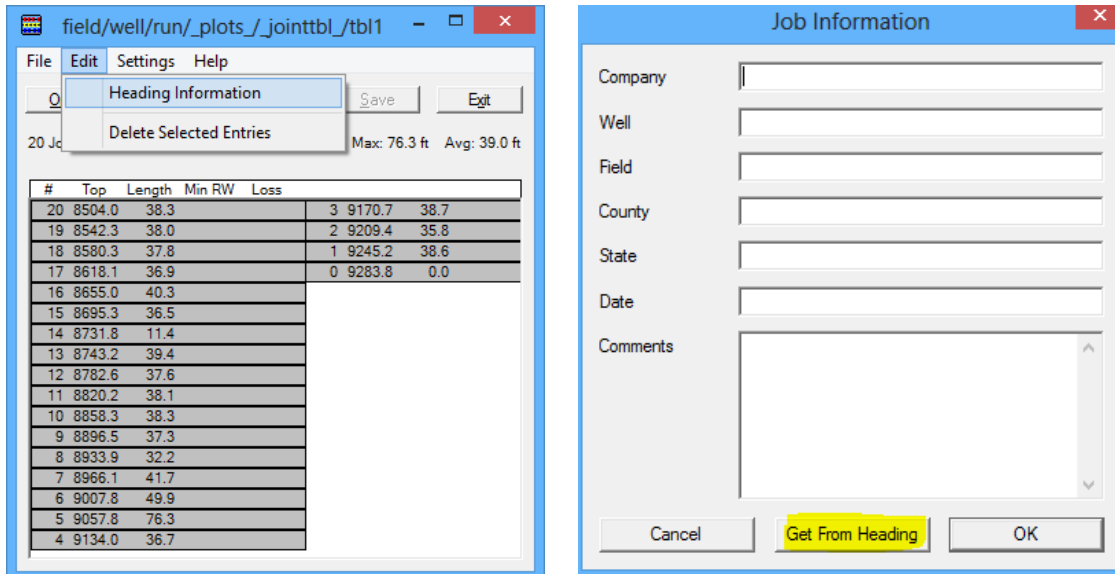 field/well/run/_plots_/_jointtbl_/tbl1
File Edit Settings Help
Heading Information
Delete Selected Entries
Save Exit
20 Max: 76.3 ft Avg: 39.0 ft
# Top Length Min RW Loss
20 8504.0 38.3 3 9170.7 38.7
19 8542.3 38.0 2 9209.4 35.8
18 8580.3 37.8 1 9245.2 38.6
17 8618.1 36.9 0 9283.8 0.0
16 8655.0 40.3
15 8695.3 36.5
14 8731.8 11.4
13 8743.2 39.4
12 8782.6 37.6
11 8820.2 38.1
10 8858.3 38.3
9 8896.5 37.3
8 8933.9 32.2
7 8966.1 41.7
6 9007.8 49.9
5 9057.8 76.3
4 9134.0 36.7
Job Information
Company
Well
Field
County
State
Date
Comments
Cancel Get From Heading OK